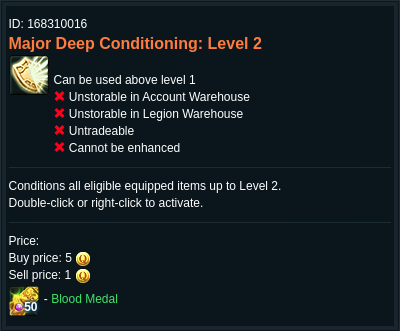 ID: 168310016
Major Deep Conditioning: Level 2
Can be used above level 1
Unstorable in Account Warehouse
Unstorable in Legion Warehouse
Untradeable
Cannot be enhanced
Conditions all eligible equipped items up to Level 2.
Double-click or right-click to activate.
Price:
Buy price: 5
Sell price: 1
50 - Blood Medal